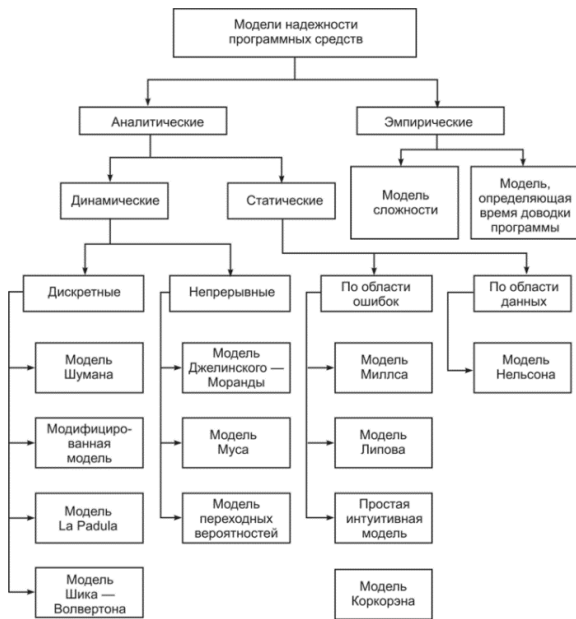 Модели надежности
программных средств
Аналитические
Эмпирические
Динамические
Статические
Модель
сложности
Модель,
определяющая
время доводки
программы
Дискретные
Непрерывные
По области
ошибок
По области
данных
Модель
Шумана
Модель
Джелинского —
Моранды
Модель
Миллса
Модель
Нельсона
Модифициро-
ванная
модель
Модель
Муса
Модель
Липова
Модель
La Padula
Модель
переходных
вероятностей
Простая
интуитивная
модель
Модель
Шика —
Волвертона
Модель
Коркорэна